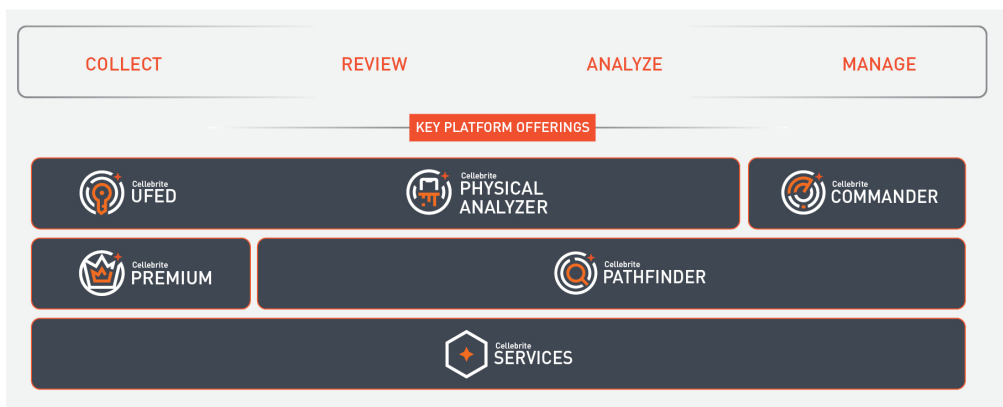 COLLECT
REVIEW
ANALYZE
MANAGE
KEY PLATFORM OFFERINGS
Cellebrite
UFED
Cellebrite
PHYSICAL
ANALYZER
Cellebrite
COMMANDER
Cellebrite
PREMIUM
Cellebrite
PATHFINDER
Cellebrite
SERVICES